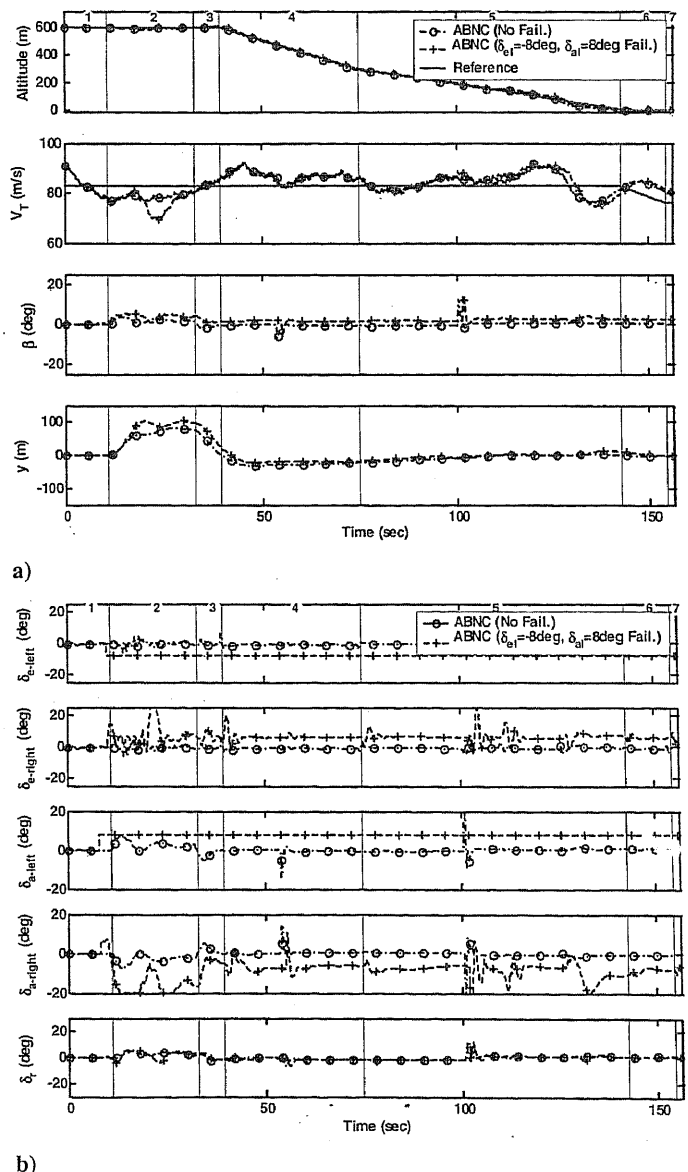 1 2 3 4 5 6 7
600
400
200
0
Altitude (m)
ABNC (No Fail.)
ABNC (δel=-8deg, δal=8deg Fail.)
Reference
100
80
60
VT (m/s)
20
0
-20
β (deg)
100
0
-100
y (m)
0 50 100 150
Time (sec)
a)
1 2 3 4 5 6 7
20
0
-20
δe-left (deg)
ABNC (No Fail.)
ABNC (δel=-8deg, δal=8deg Fail.)
20
0
-20
δe-right (deg)
20
0
-20
δa-left (deg)
20
0
-20
δa-right (deg)
20
0
-20
δr (deg)
0 50 100 150
Time (sec)
b)